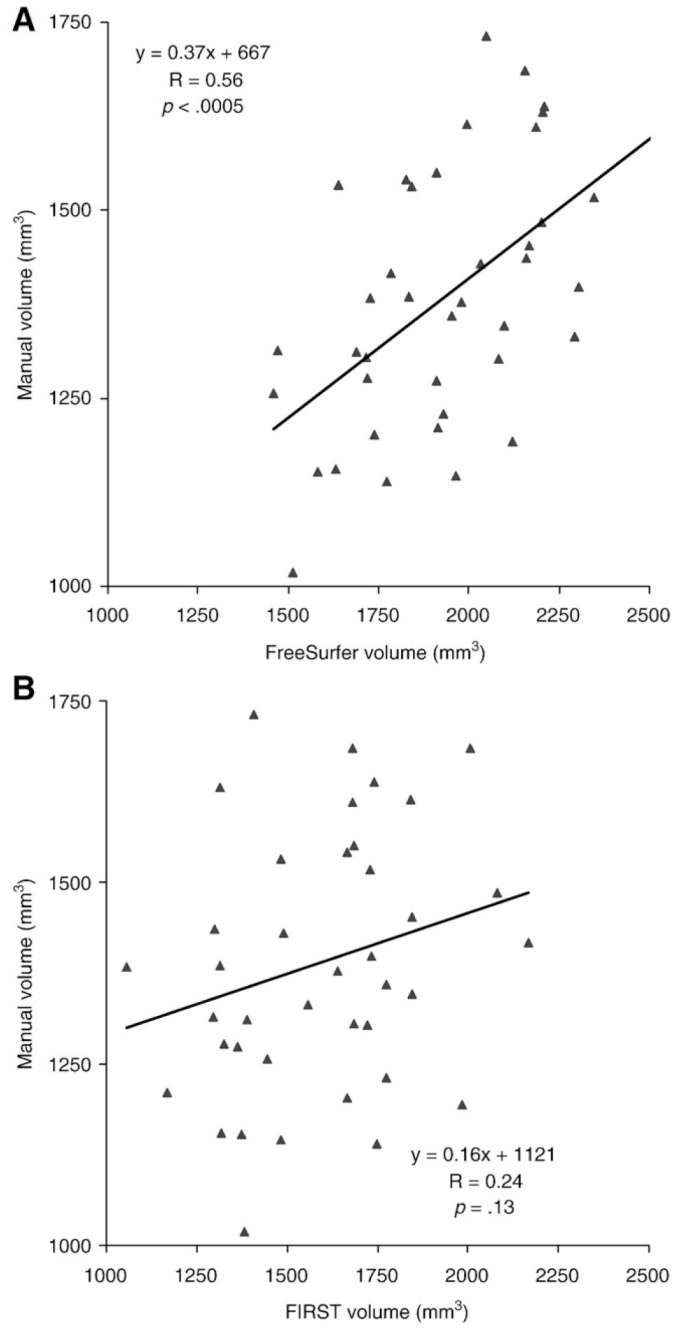 A
1750
y = 0.37x + 667
R = 0.56
p < .0005
1500
Manual volume (mm³)
1250
1000
1000 1250 1500 1750 2000 2250 2500
FreeSurfer volume (mm³)
B
1750
1500
Manual volume (mm³)
1250
y = 0.16x + 1121
R = 0.24
p = .13
1000
1000 1250 1500 1750 2000 2250 2500
FIRST volume (mm³)